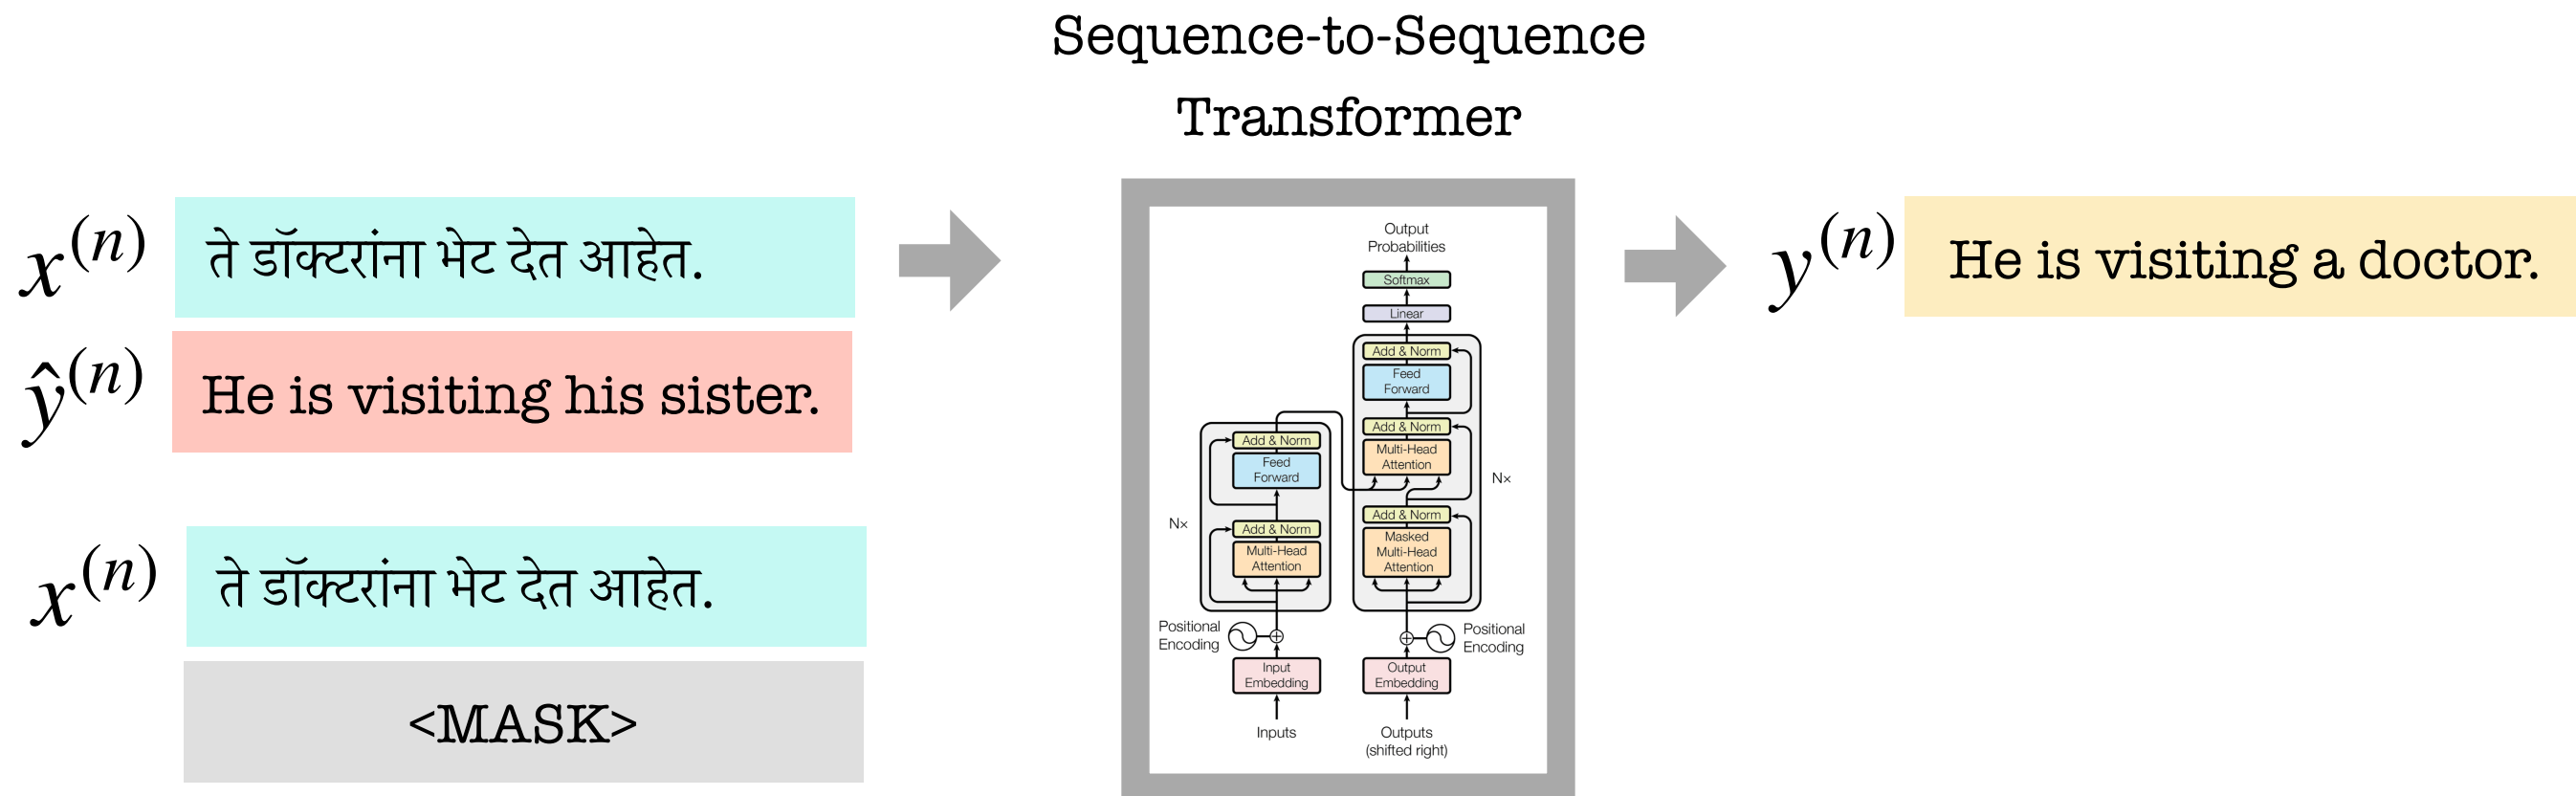 Sequence-to-Sequence
Transformer
x^(n)
ते डॉक्टरांना भेट देत आहेत.
ŷ^(n)
He is visiting his sister.
x^(n)
ते डॉक्टरांना भेट देत आहेत.
<MASK>
Output
Probabilities
Softmax
Linear
Add & Norm
Feed
Forward
Add & Norm
Multi-Head
Attention
Nx
Add & Norm
Masked
Multi-Head
Attention
Add & Norm
Feed
Forward
Nx
Add & Norm
Multi-Head
Attention
Positional
Encoding
Positional
Encoding
Input
Embedding
Output
Embedding
Inputs
Outputs
(shifted right)
y^(n)
He is visiting a doctor.